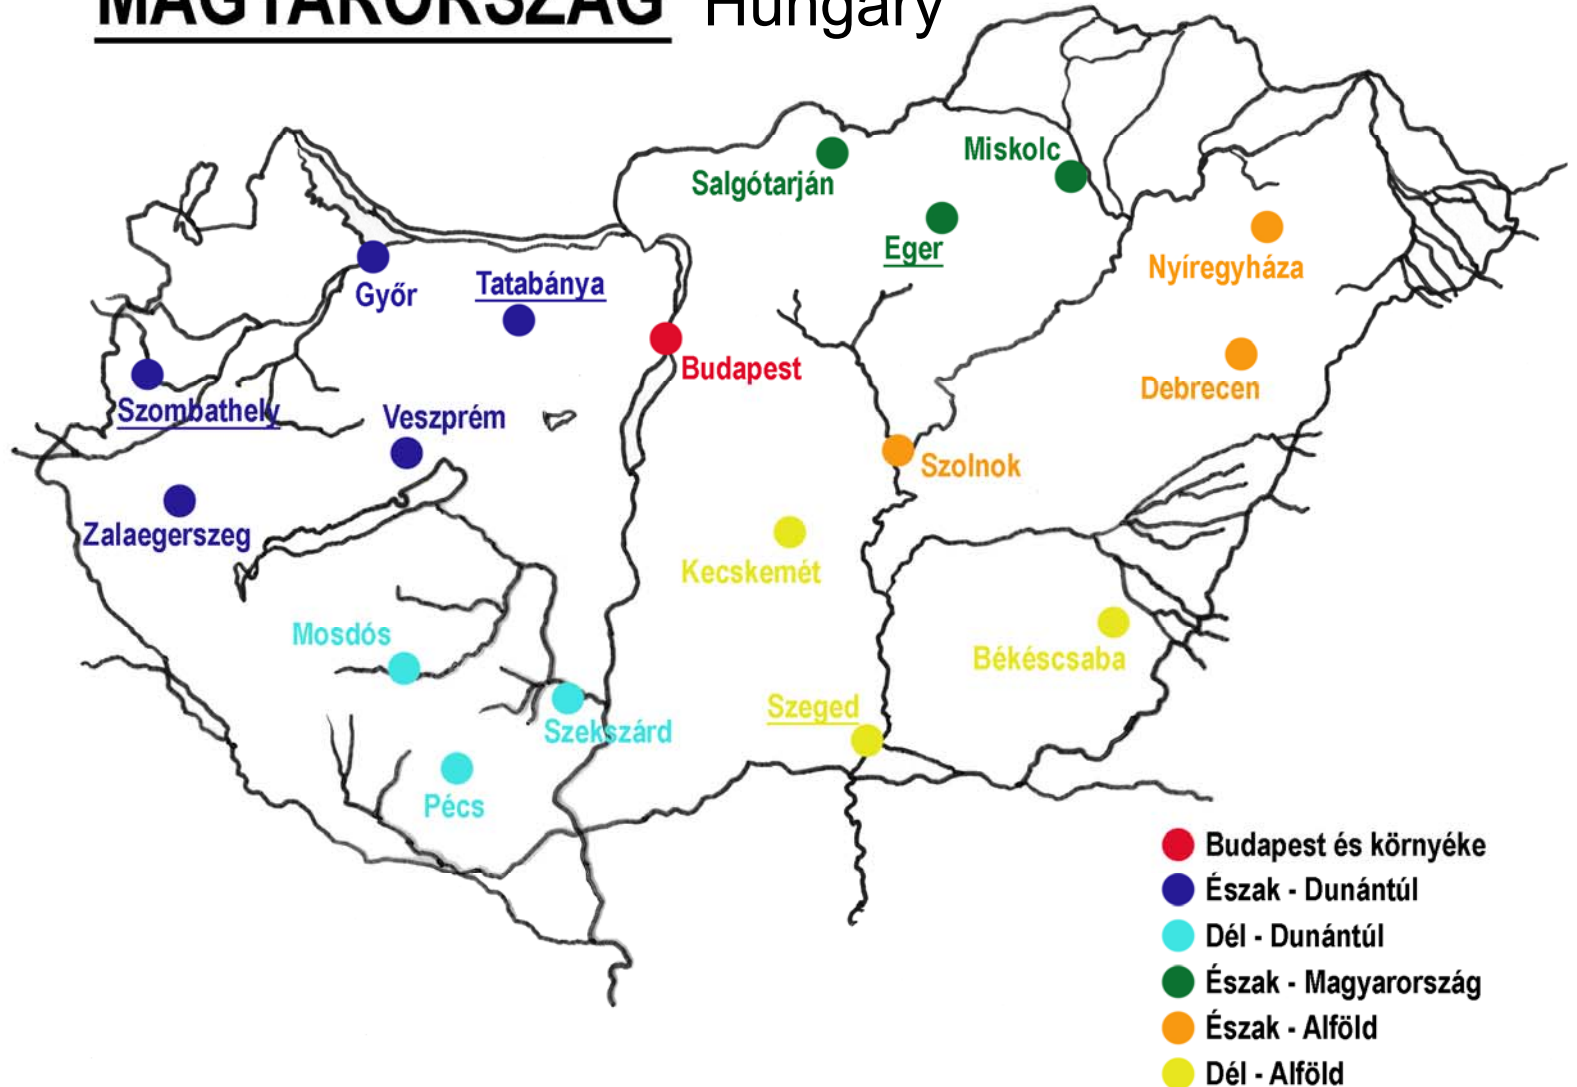 MAGYARORSZÁG Hungary
Miskolc
Salgótarján
Eger
Nyíregyháza
Tatabánya
Győr
Budapest
Debrecen
Szombathely
Veszprém
Szolnok
Zalaegerszeg
Kecskemét
Mosdós
Békéscsaba
Szeged
Szekszárd
Pécs
Budapest és környéke
Észak - Dunántúl
Dél - Dunántúl
Észak - Magyarország
Észak - Alföld
Dél - Alföld